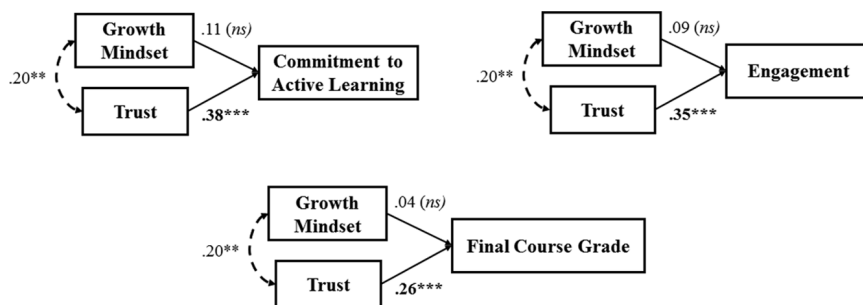 Growth
Mindset
.11 (ns)
.20**
Commitment to
Active Learning
Trust
.38***
Growth
Mindset
.09 (ns)
.20**
Engagement
Trust
.35***
Growth
Mindset
.04 (ns)
.20**
Final Course Grade
Trust
.26***